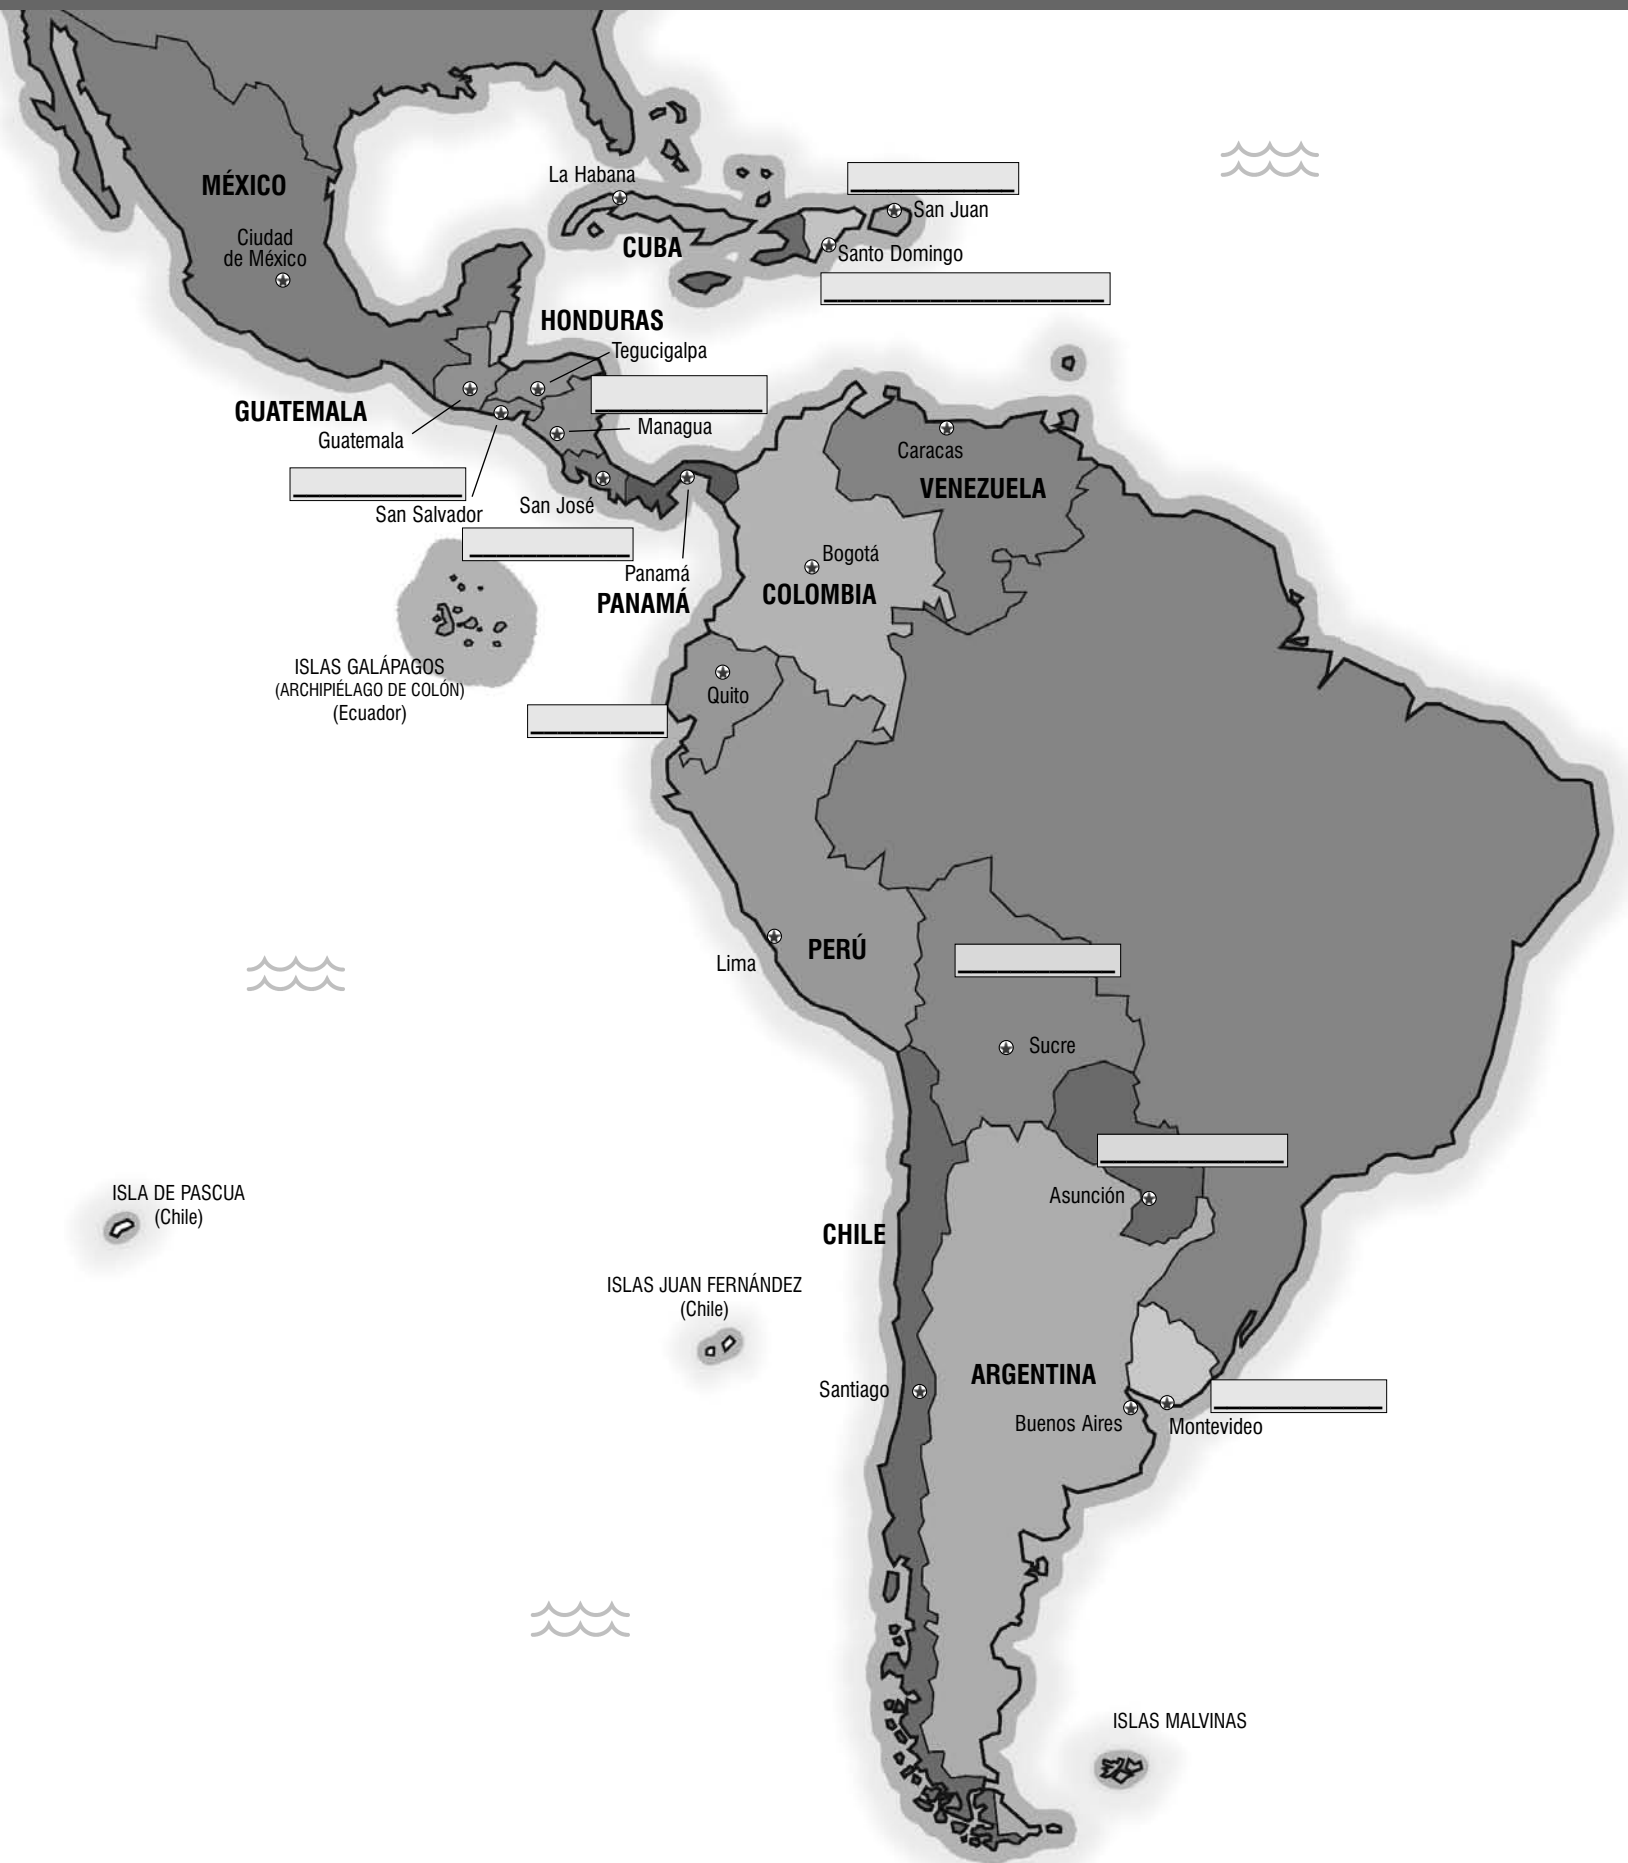 La Habana
MÉXICO
San Juan
Ciudad
de México
CUBA
Santo Domingo
HONDURAS
Tegucigalpa
GUATEMALA
Guatemala
Managua
Caracas
VENEZUELA
San José
San Salvador
Bogotá
Panamá
COLOMBIA
PANAMÁ
ISLAS GALÁPAGOS
(ARCHIPIÉLAGO DE COLÓN)
(Ecuador)
Quito
PERÚ
Lima
Sucre
ISLA DE PASCUA
(Chile)
Asunción
CHILE
ISLAS JUAN FERNÁNDEZ
(Chile)
ARGENTINA
Santiago
Buenos Aires
Montevideo
ISLAS MALVINAS